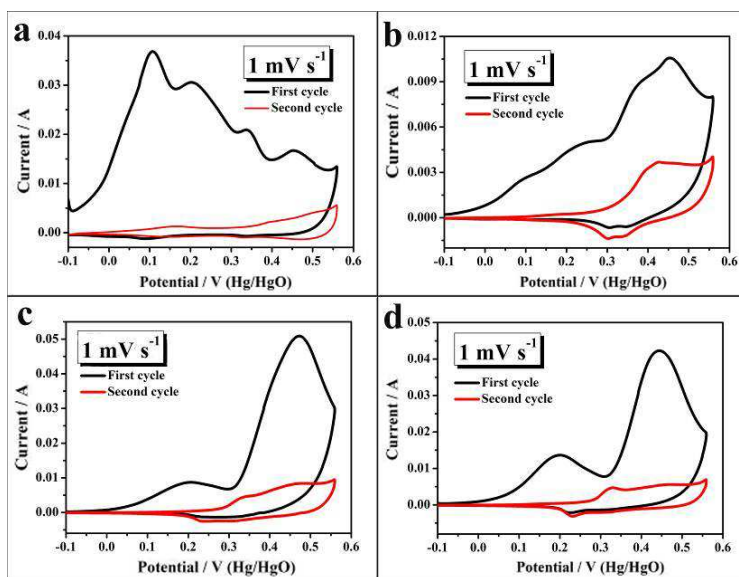 a
1 mV s⁻¹
First cycle
Second cycle
0.04
0.03
0.02
0.01
0.00
Current / A
-0.1 0.0 0.1 0.2 0.3 0.4 0.5 0.6
Potential / V (Hg/HgO)
b
1 mV s⁻¹
First cycle
Second cycle
0.012
0.009
0.006
0.003
0.000
Current / A
-0.1 0.0 0.1 0.2 0.3 0.4 0.5 0.6
Potential / V (Hg/HgO)
c
1 mV s⁻¹
First cycle
Second cycle
0.05
0.04
0.03
0.02
0.01
0.00
Current / A
-0.1 0.0 0.1 0.2 0.3 0.4 0.5 0.6
Potential / V (Hg/HgO)
d
1 mV s⁻¹
First cycle
Second cycle
0.05
0.04
0.03
0.02
0.01
0.00
Current / A
-0.1 0.0 0.1 0.2 0.3 0.4 0.5 0.6
Potential / V (Hg/HgO)